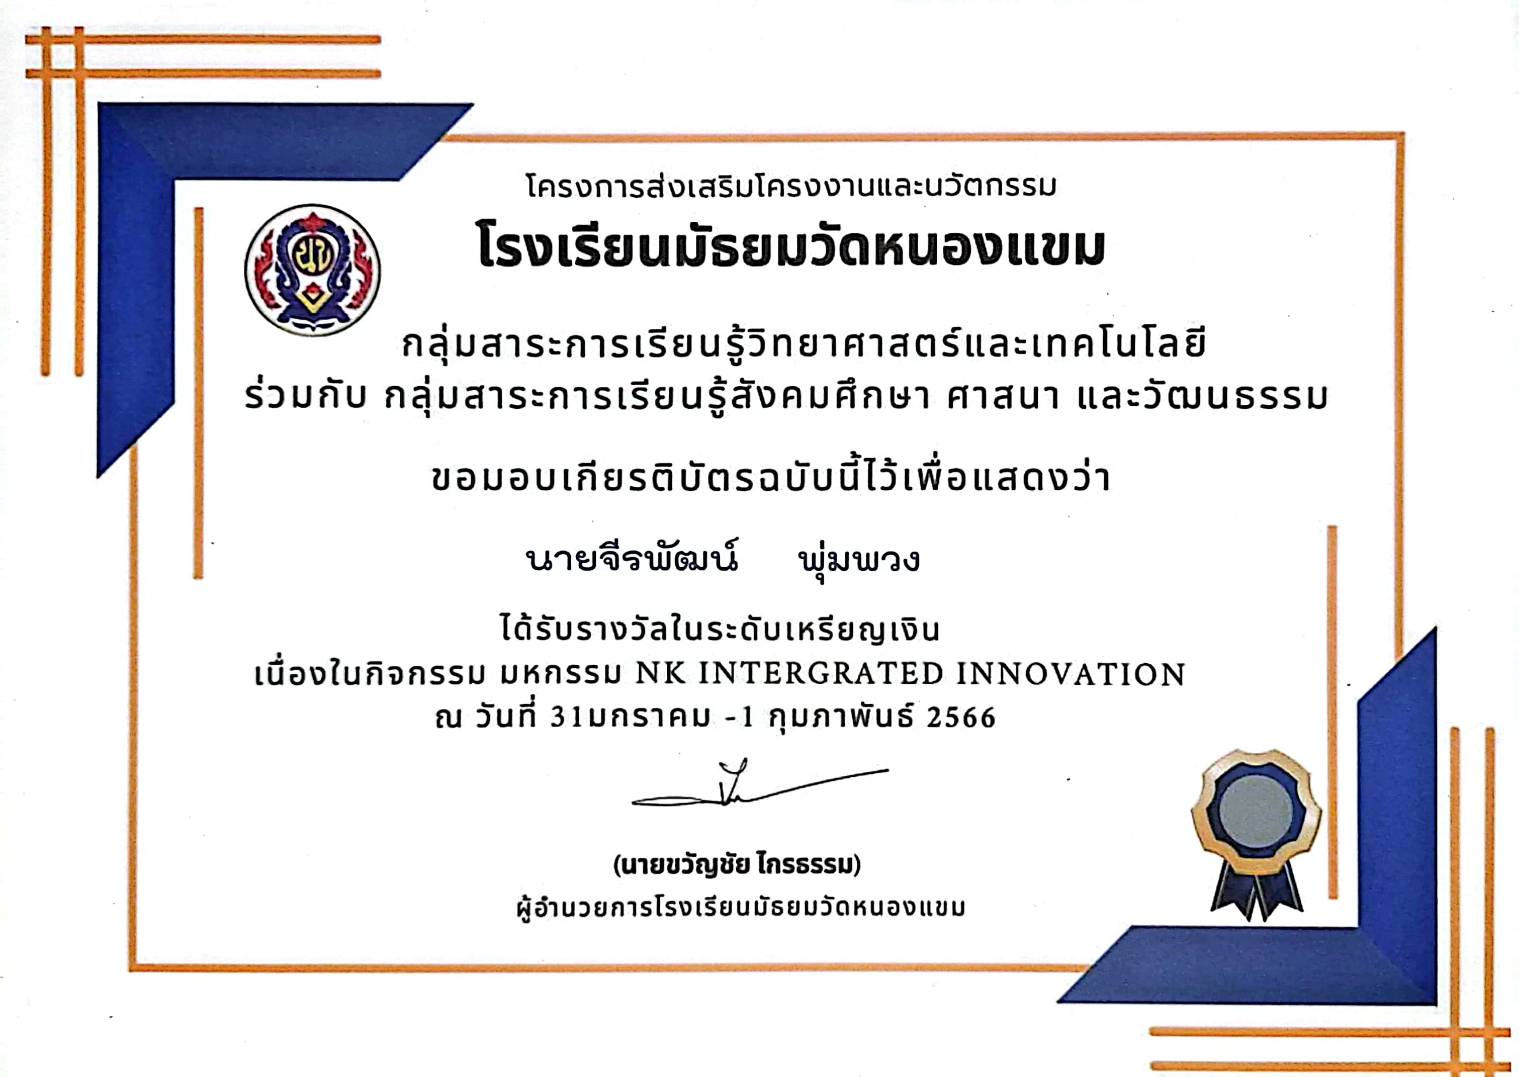 โครงการส่งเสริมโครงงานและนวัตกรรม
โรงเรียนมัธยมวัดหนองแขม
กลุ่มสาระการเรียนรู้วิทยาศาสตร์และเทคโนโลยี
ร่วมกับ กลุ่มสาระการเรียนรู้สังคมศึกษา ศาสนา และวัฒนธรรม
ขอมอบเกียรติบัตรฉบับนี้ไว้เพื่อแสดงว่า
นายจีรพัฒน์ พุ่มพวง
ได้รับรางวัลในระดับเหรียญเงิน
เนื่องในกิจกรรม มหกรรม NK INTERGRATED INNOVATION
ณ วันที่ 31มกราคม -1 กุมภาพันธ์ 2566
(นายขวัญชัย ไกรธรรม)
ผู้อำนวยการโรงเรียนมัธยมวัดหนองแขม